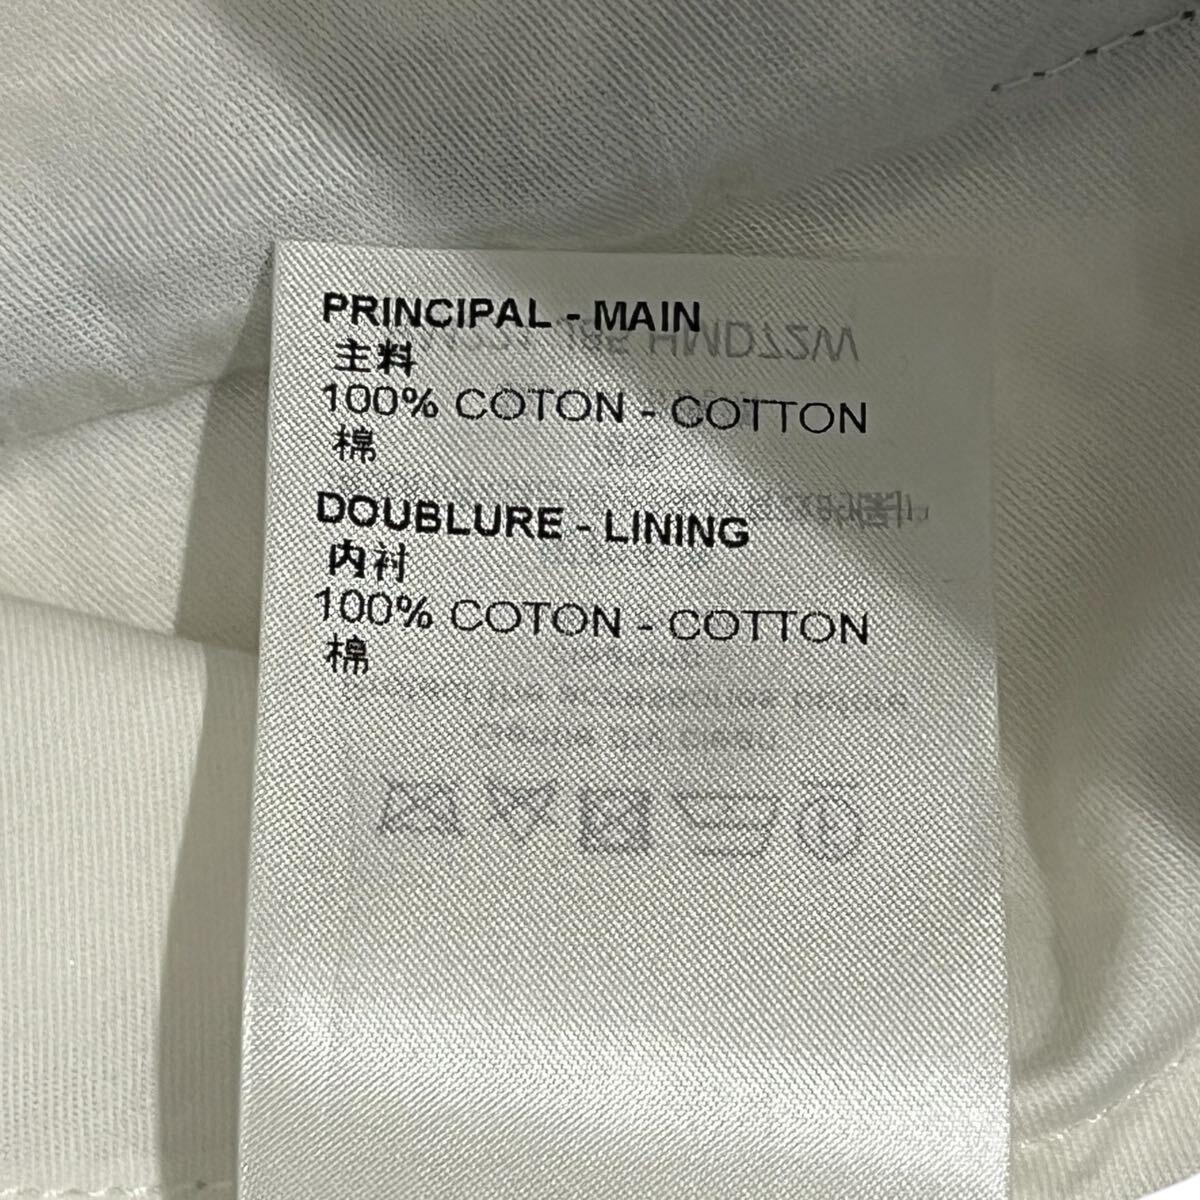 PRINCIPAL - MAIN
主料
100% COTON - COTTON
棉
DOUBLURE - LINING
内衬
100% COTON - COTTON
棉